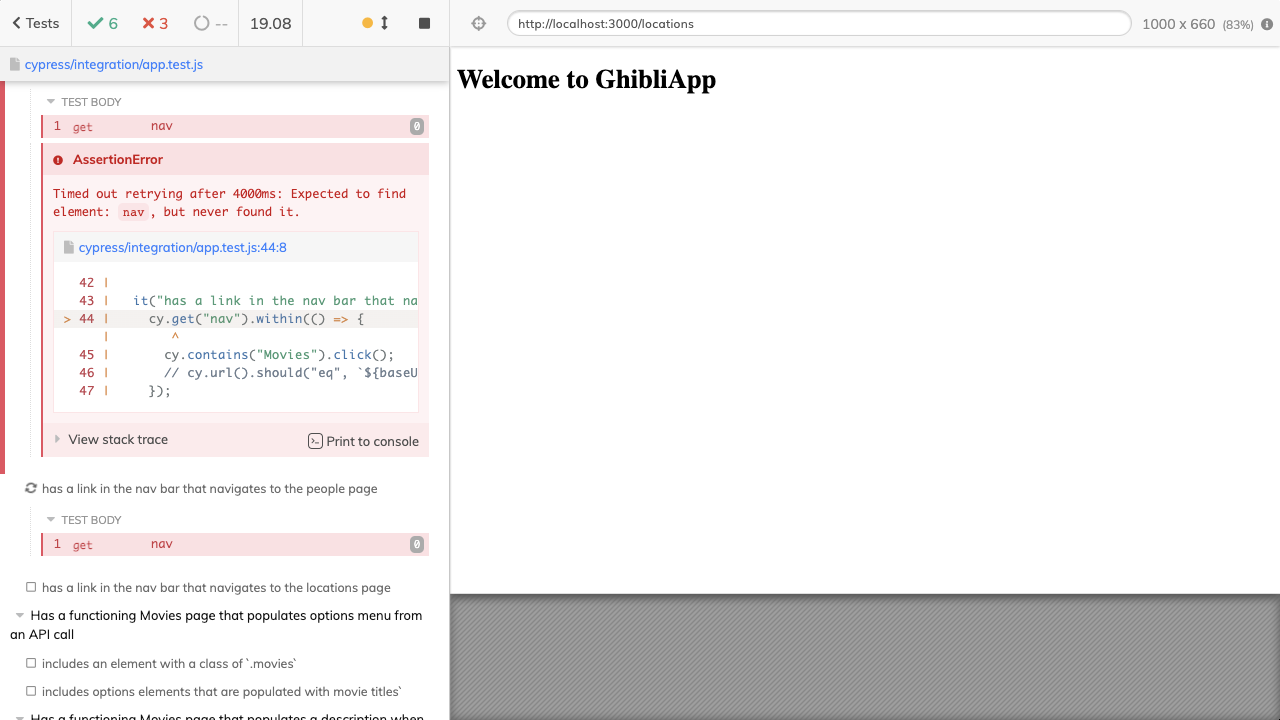 Tests
6
3
--
19.08
http://localhost:3000/locations
1000 x 660 (83%)
cypress/integration/app.test.js
TEST BODY
1 get nav 0
AssertionError
Timed out retrying after 4000ms: Expected to find
element: nav, but never found it.
cypress/integration/app.test.js:44:8
42 |
43 | it("has a link in the nav bar that na
> 44 | cy.get("nav").within(() => {
| ^
45 | cy.contains("Movies").click();
46 | // cy.url().should("eq", `${baseU
47 | });
View stack trace
Print to console
has a link in the nav bar that navigates to the people page
TEST BODY
1 get nav 0
has a link in the nav bar that navigates to the locations page
Has a functioning Movies page that populates options menu from
an API call
includes an element with a class of `.movies`
includes options elements that are populated with movie titles`
Has a functioning Movies page that populates a description when
Welcome to GhibliApp